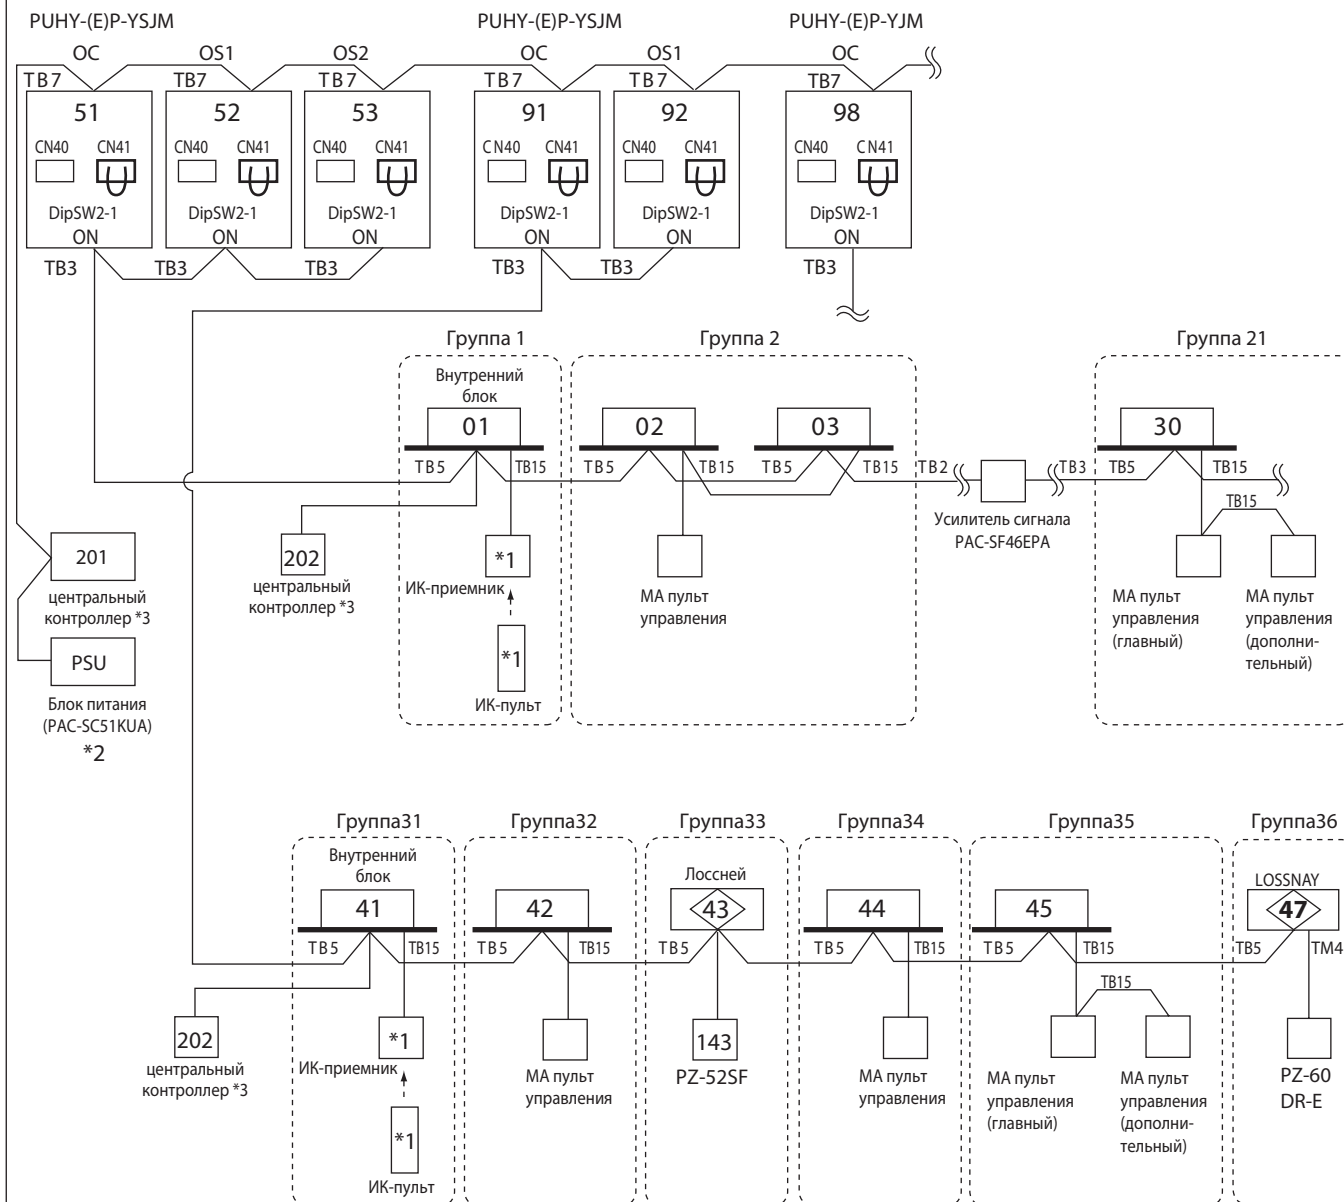 PUHY-(E)P-YSJM PUHY-(E)P-YSJM PUHY-(E)P-YJM
OC OS1 OS2 OC OS1 OC
TB7 TB7 TB7 TB7 TB7 TB7
51 52 53 91 92 98
CN40 CN41 CN40 CN41 CN40 CN41 CN40 CN41 CN40 CN41 CN40 CN41
DipSW2-1 DipSW2-1 DipSW2-1 DipSW2-1 DipSW2-1 DipSW2-1
ON ON ON ON ON ON
TB3 TB3 TB3 TB3 TB3 TB3
Группа 1 Группа 2 Группа 21
Внутренний
блок
01 02 03 30
TB5 TB15 TB5 TB15 TB5 TB15 TB2 TB3 TB5 TB15
TB15
Усилитель сигнала
PAC-SF46EPA
201
центральный
контроллер *3
202
центральный
контроллер *3
*1
ИК-приемник
*1
ИК-пульт
МА пульт
управления
МА пульт
управления
(главный)
МА пульт
управления
(дополни-
тельный)
PSU
Блок питания
(PAC-SC51KUA)
*2
Группа31 Группа32 Группа33 Группа34 Группа35 Группа36
Внутренний
блок
Лоссней
LOSSNAY
41 42 43 44 45 47
TB5 TB15 TB5 TB15 TB5 TB5 TB15 TB5 TB15 TB5 TM4
TB15
202
центральный
контроллер *3
*1
ИК-приемник
*1
ИК-пульт
МА пульт
управления
143
PZ-52SF
МА пульт
управления
МА пульт
управления
(главный)
МА пульт
управления
(дополни-
тельный)
PZ-60
DR-E